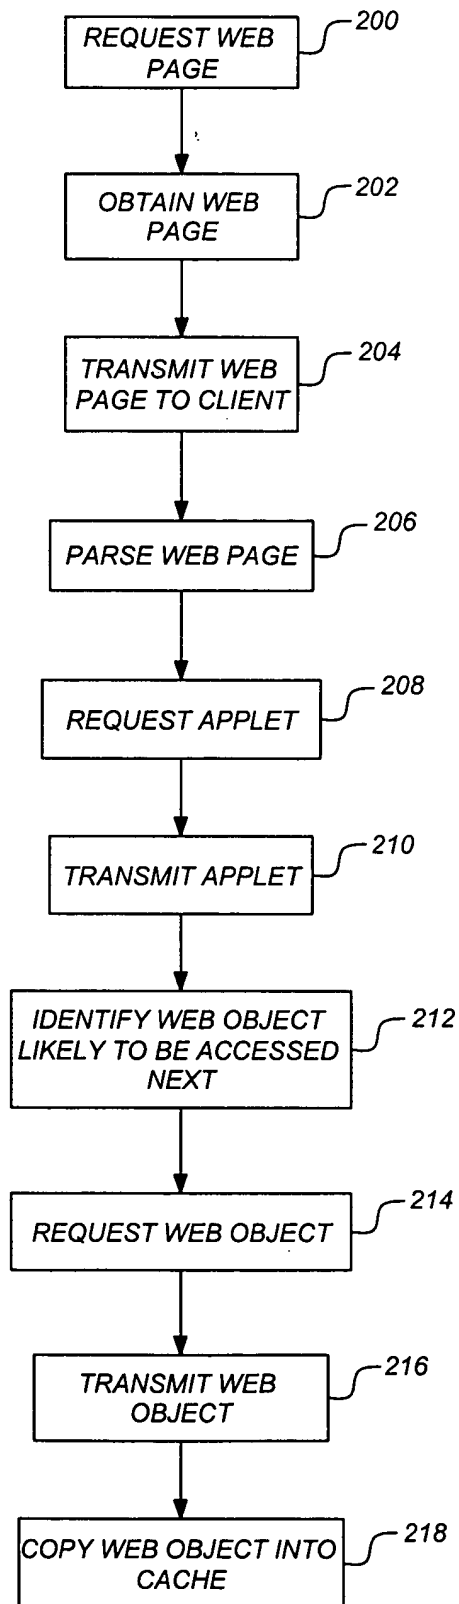 REQUEST WEB
PAGE
200
OBTAIN WEB
PAGE
202
TRANSMIT WEB
PAGE TO CLIENT
204
PARSE WEB PAGE
206
REQUEST APPLET
208
TRANSMIT APPLET
210
IDENTIFY WEB OBJECT
LIKELY TO BE ACCESSED
NEXT
212
REQUEST WEB OBJECT
214
TRANSMIT WEB
OBJECT
216
COPY WEB OBJECT INTO
CACHE
218